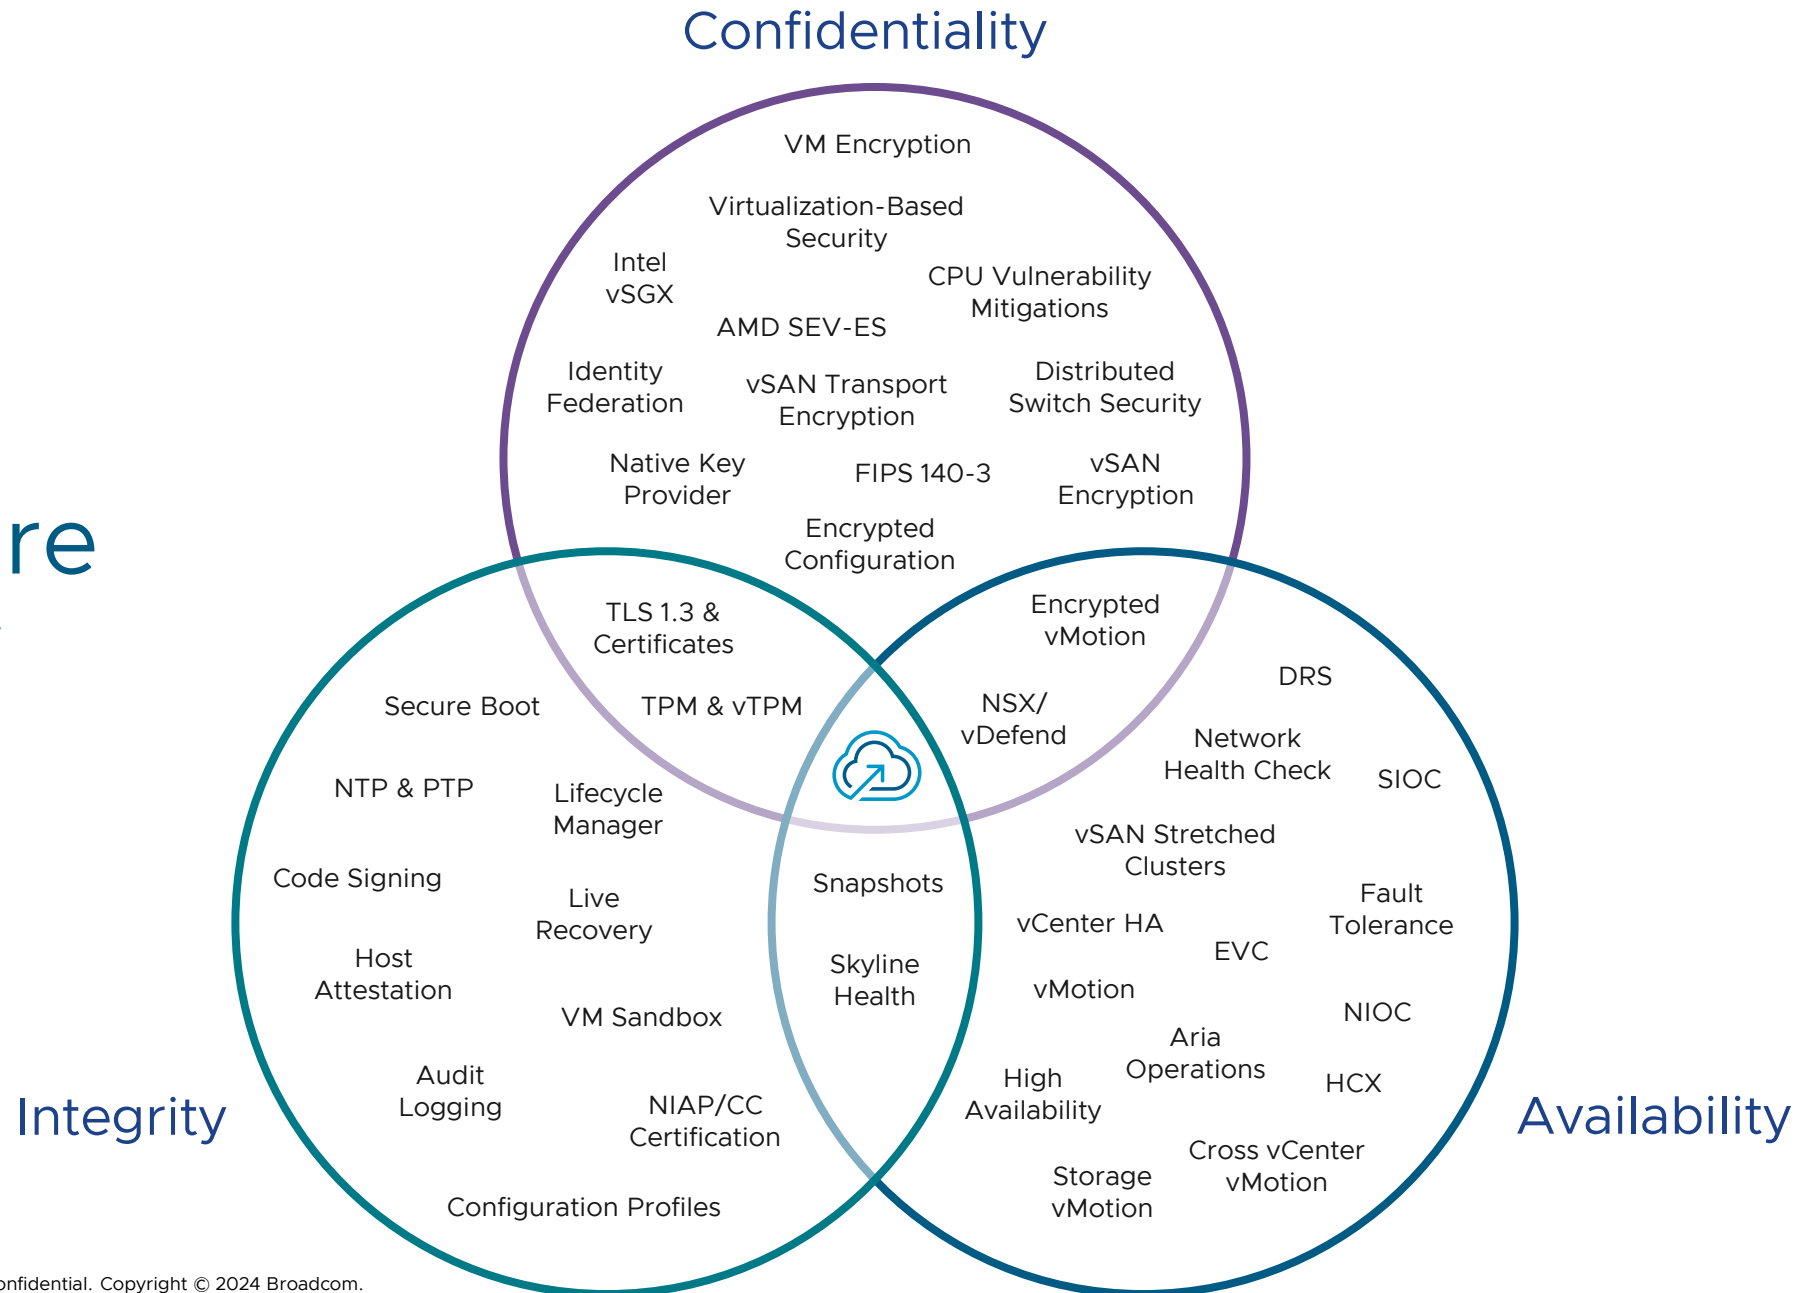 Confidentiality
VM Encryption
Virtualization-Based
Security
Intel
vSGX
CPU Vulnerability
Mitigations
AMD SEV-ES
Identity
Federation
vSAN Transport
Encryption
Distributed
Switch Security
Native Key
Provider
FIPS 140-3
vSAN
Encryption
Encrypted
Configuration
re
TLS 1.3 &
Certificates
Encrypted
vMotion
TPM & vTPM
NSX/
vDefend
Secure Boot
NTP & PTP
Lifecycle
Manager
Code Signing
Live
Recovery
Host
Attestation
VM Sandbox
Audit
Logging
NIAP/CC
Certification
Configuration Profiles
Integrity
Snapshots
Skyline
Health
DRS
Network
Health Check
SIOC
vSAN Stretched
Clusters
Fault
Tolerance
vCenter HA
EVC
vMotion
NIOC
Aria
Operations
High
Availability
HCX
Cross vCenter
vMotion
Storage
vMotion
Availability
onfidential. Copyright © 2024 Broadcom.